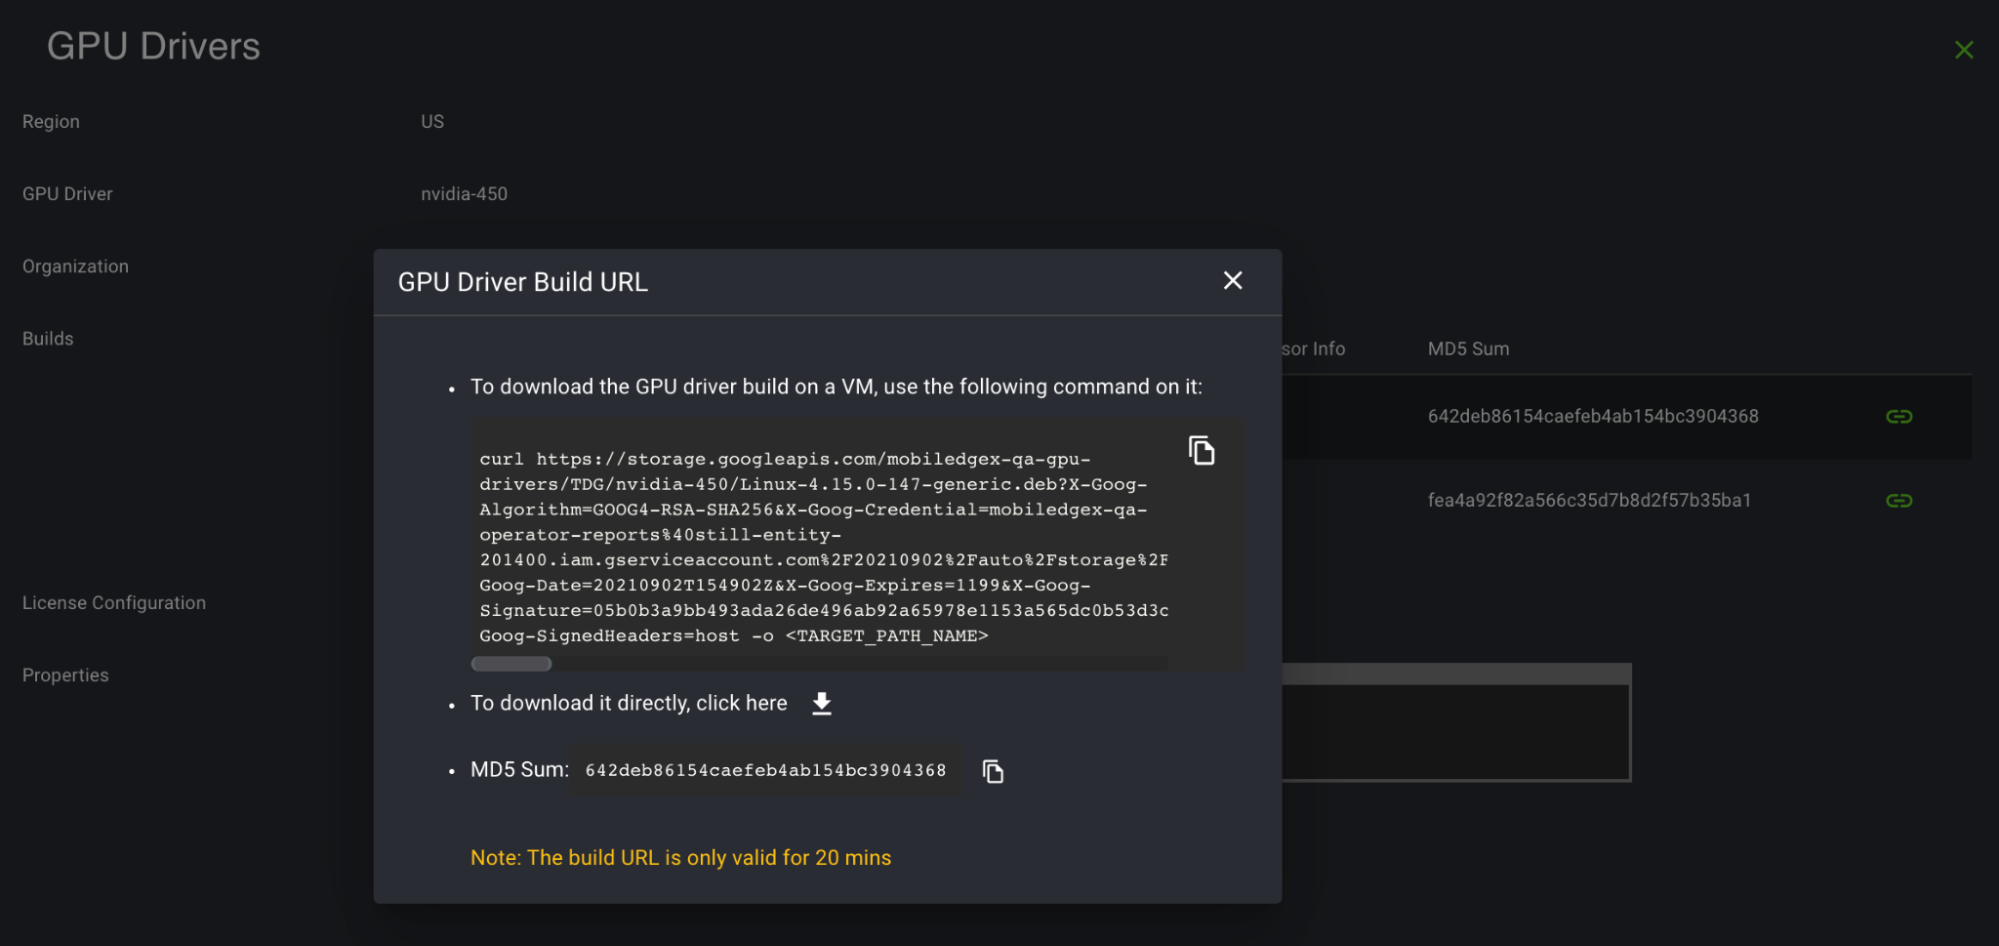 GPU Drivers
Region US
GPU Driver nvidia-450
Organization
Builds
sor Info MD5 Sum
642deb86154caefeb4ab154bc3904368
fea4a92f82a566c35d7b8d2f57b35ba1
License Configuration
Properties
GPU Driver Build URL
• To download the GPU driver build on a VM, use the following command on it:
curl https://storage.googleapis.com/mobiledgex-qa-gpu-
drivers/TDG/nvidia-450/Linux-4.15.0-147-generic.deb?X-Goog-
Algorithm=GOOG4-RSA-SHA256&X-Goog-Credential=mobiledgex-qa-
operator-reports%40still-entity-
201400.iam.gserviceaccount.com%2F20210902%2Fauto%2Fstorage%2F
Goog-Date=20210902T154902Z&X-Goog-Expires=1199&X-Goog-
Signature=05b0b3a9bb493ada26de496ab92a65978e1153a565dc0b53d3c
Goog-SignedHeaders=host -o <TARGET_PATH_NAME>
• To download it directly, click here
• MD5 Sum: 642deb86154caefeb4ab154bc3904368
Note: The build URL is only valid for 20 mins